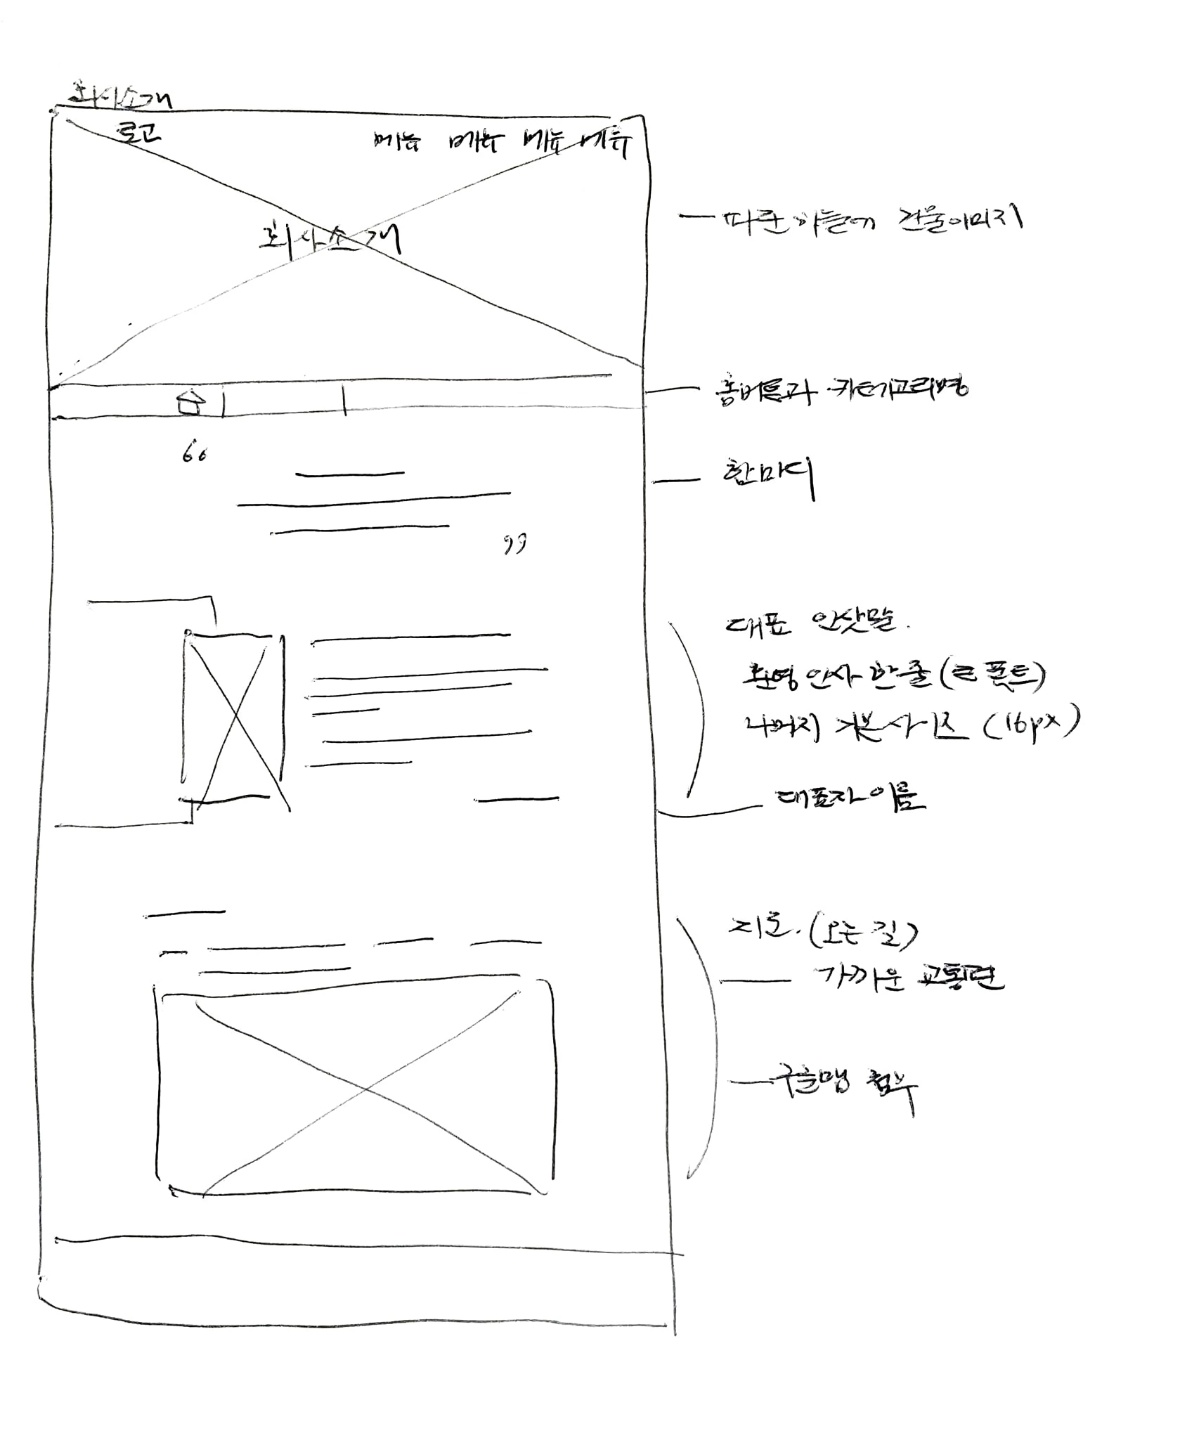 회사소개
로고
메뉴 메뉴 메뉴 메뉴
회사소개
파란 하늘에 건물이미지
홈버튼과 카테고리명
66
한마디
99
대표 인삿말.
환영인사 한줄 (큰폰트)
나머지 기본사이즈 (16px)
대표자이름
지도. (오는길)
가까운 교통편
구글맵 첨부